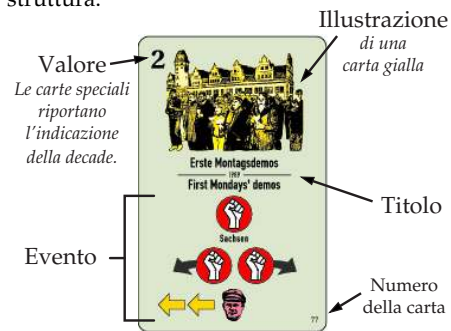 struttura.
Illustrazione
di una
carta gialla
Valore
Le carte speciali
riportano
l'indicazione
della decade.
2
Erste Montagsdemos
1989
First Mondays' demos
Titolo
Sachsen
Evento
Numero
della carta
77